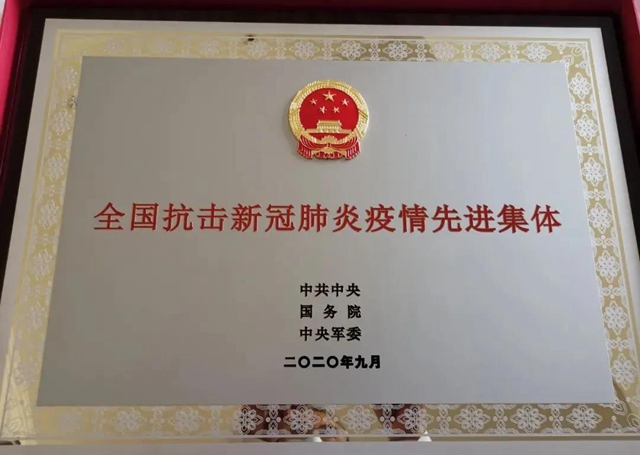 全国抗击新冠肺炎疫情先进集体
中共中央
国务院
中央军委
二〇二〇年九月